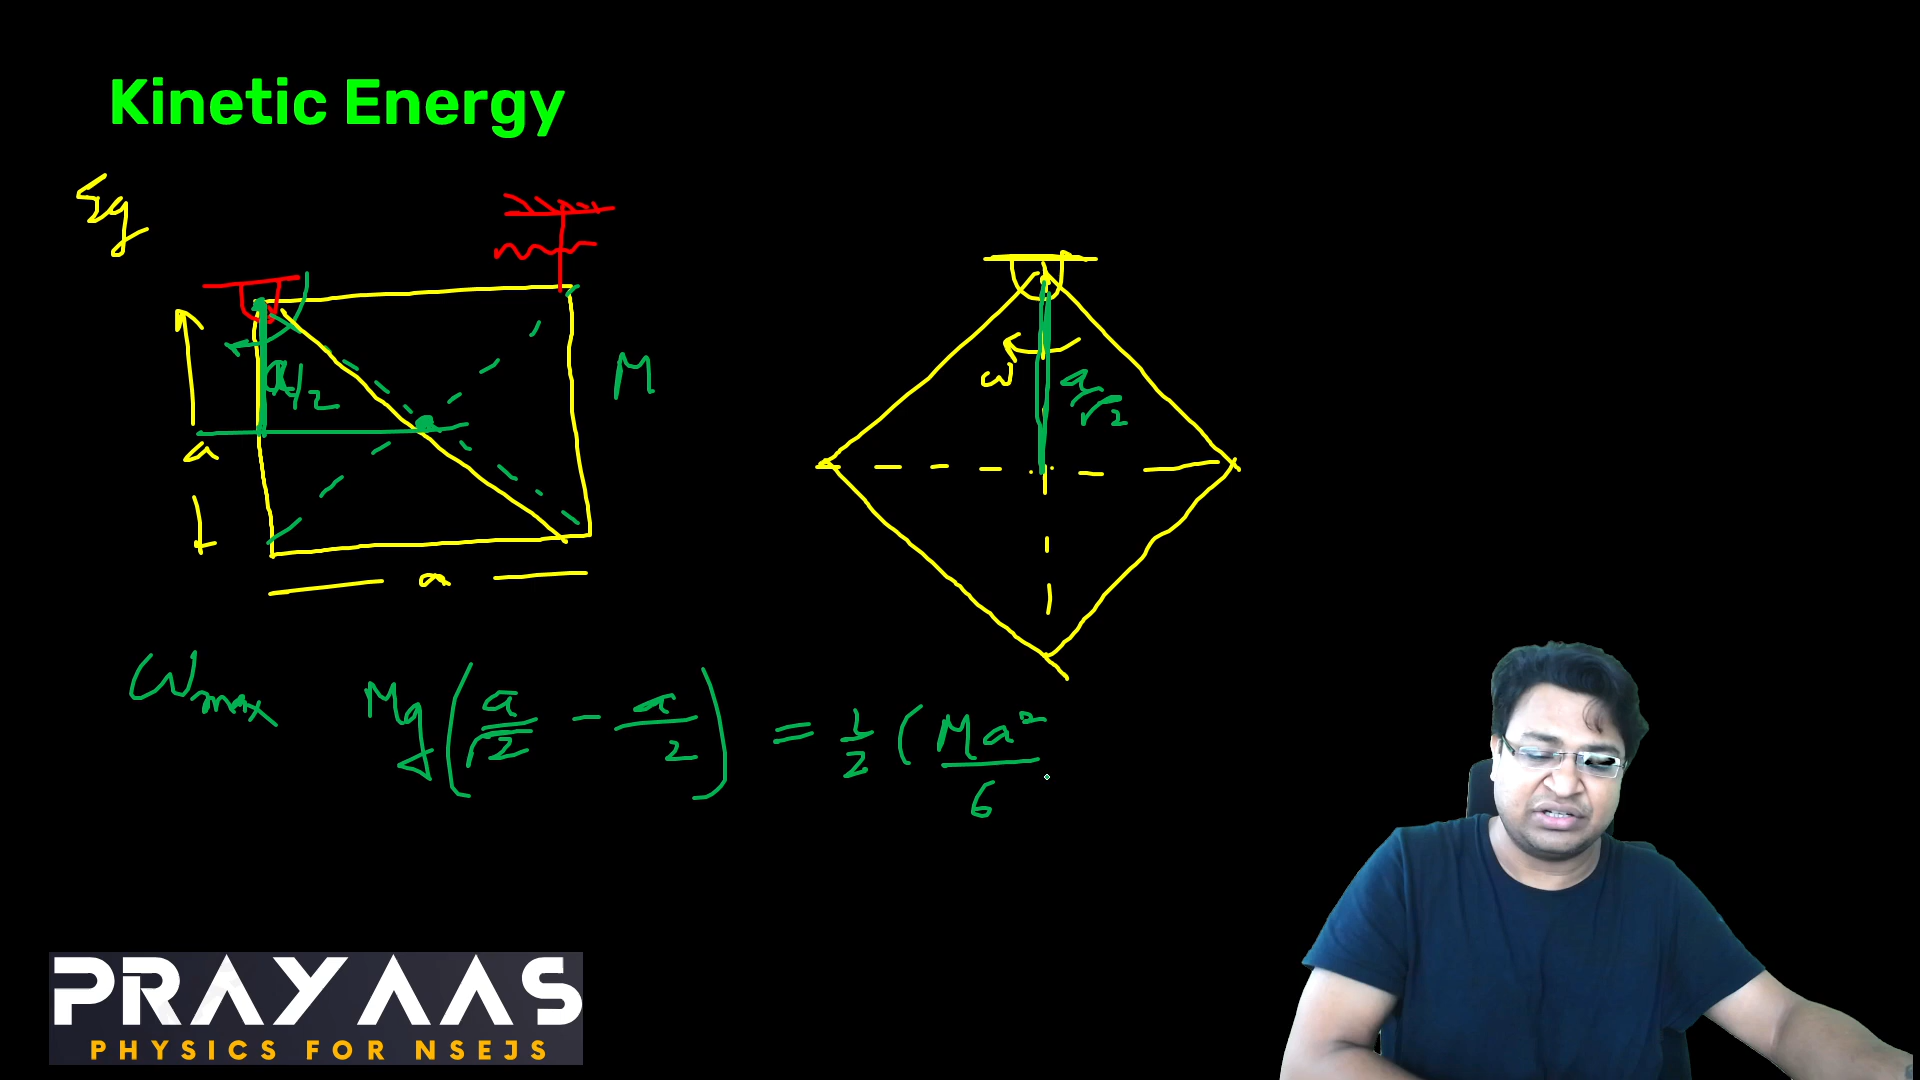 Kinetic Energy
Eg
a/2
M
a
a
ω
a/√2
ωmax Mg(a/√2 - a/2) = 1/2 (Ma²/6
PRAYAAS
PHYSICS FOR NSEJS